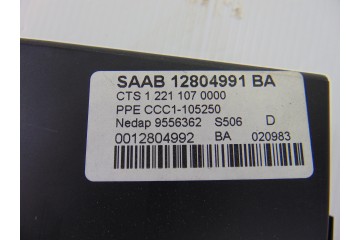 SAAB 12804991 BA
CTS 1 221 107 0000
PPE CCC1-105250
Nedap 9556362 S506 D
0012804992 BA 020983